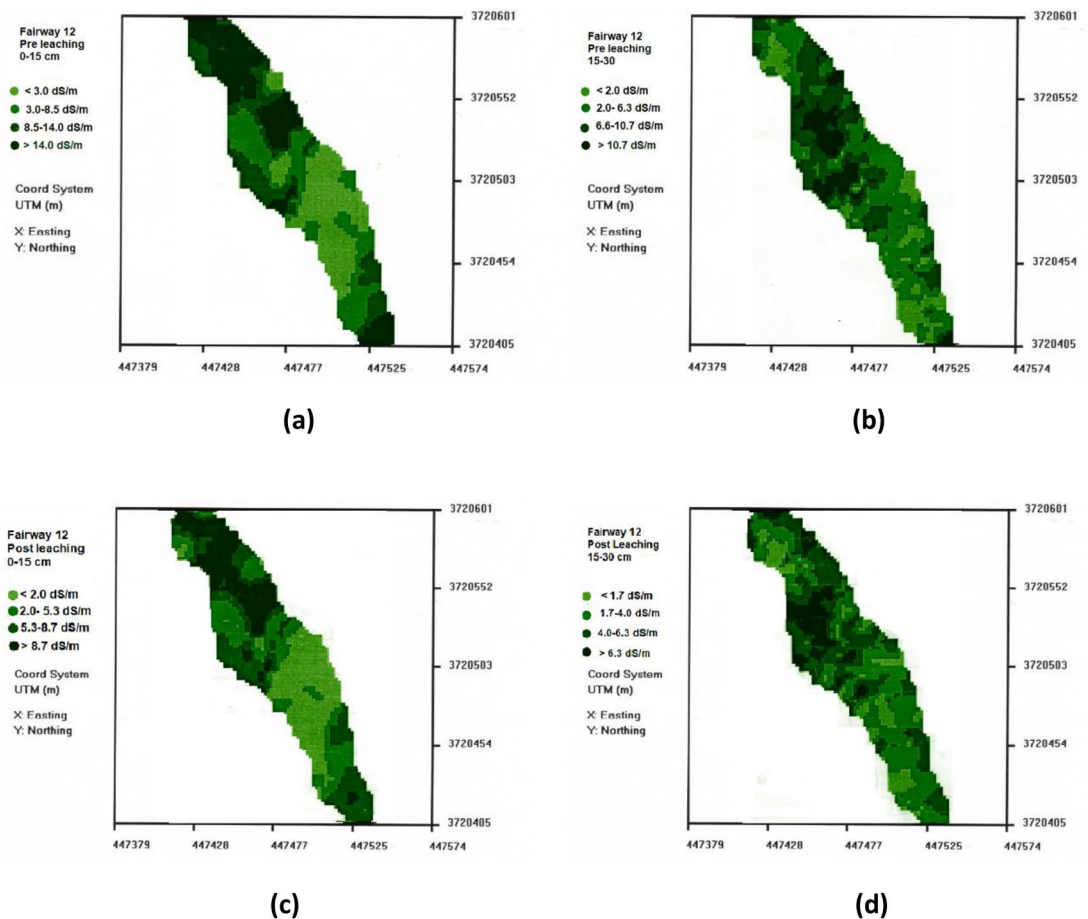 Fairway 12
Pre leaching
0-15 cm
< 3.0 dS/m
3.0-8.5 dS/m
8.5-14.0 dS/m
> 14.0 dS/m
Coord System
UTM (m)
X: Easting
Y: Northing
3720601
3720552
3720503
3720454
3720405
447379 447428 447477 447525 447574
(a)
Fairway 12
Pre leaching
15-30
< 2.0 dS/m
2.0- 6.3 dS/m
6.6-10.7 dS/m
> 10.7 dS/m
Coord System
UTM (m)
X: Easting
Y: Northing
3720601
3720552
3720503
3720454
3720405
447379 447428 447477 447525 447574
(b)
Fairway 12
Post leaching
0-15 cm
< 2.0 dS/m
2.0- 5.3 dS/m
5.3-8.7 dS/m
> 8.7 dS/m
Coord System
UTM (m)
X: Easting
Y: Northing
3720601
3720552
3720503
3720454
3720405
447379 447428 447477 447525 447574
(c)
Fairway 12
Post Leaching
15-30 cm
< 1.7 dS/m
1.7-4.0 dS/m
4.0-6.3 dS/m
> 6.3 dS/m
Coord System
UTM (m)
X: Easting
Y: Northing
3720601
3720552
3720503
3720454
3720405
447379 447428 447477 447525 447574
(d)